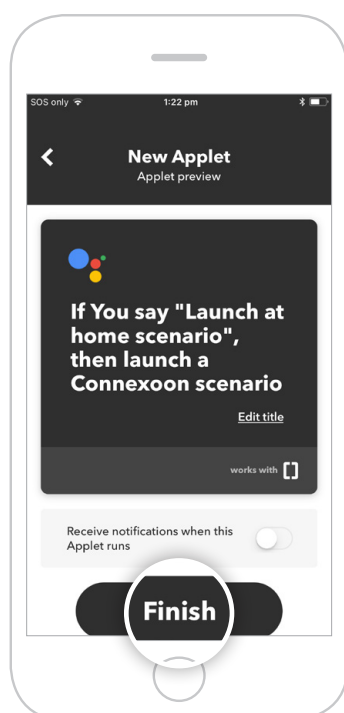 SOS only 1:22 pm
New Applet
Applet preview
If You say "Launch at
home scenario",
then launch a
Connexoon scenario
Edit title
works with
Receive notifications when this
Applet runs
Finish